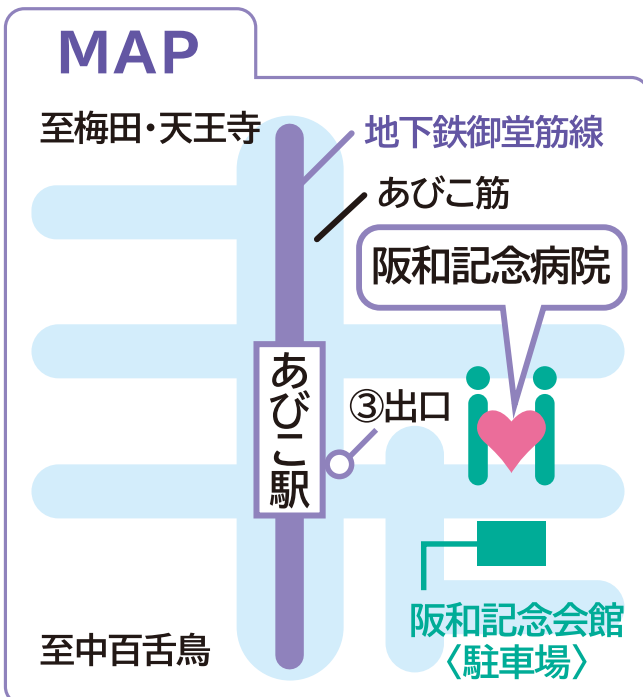 MAP
至梅田・天王寺
地下鉄御堂筋線
あびこ筋
阪和記念病院
あびこ駅
③出口
阪和記念会館
〈駐車場〉
至中百舌鳥